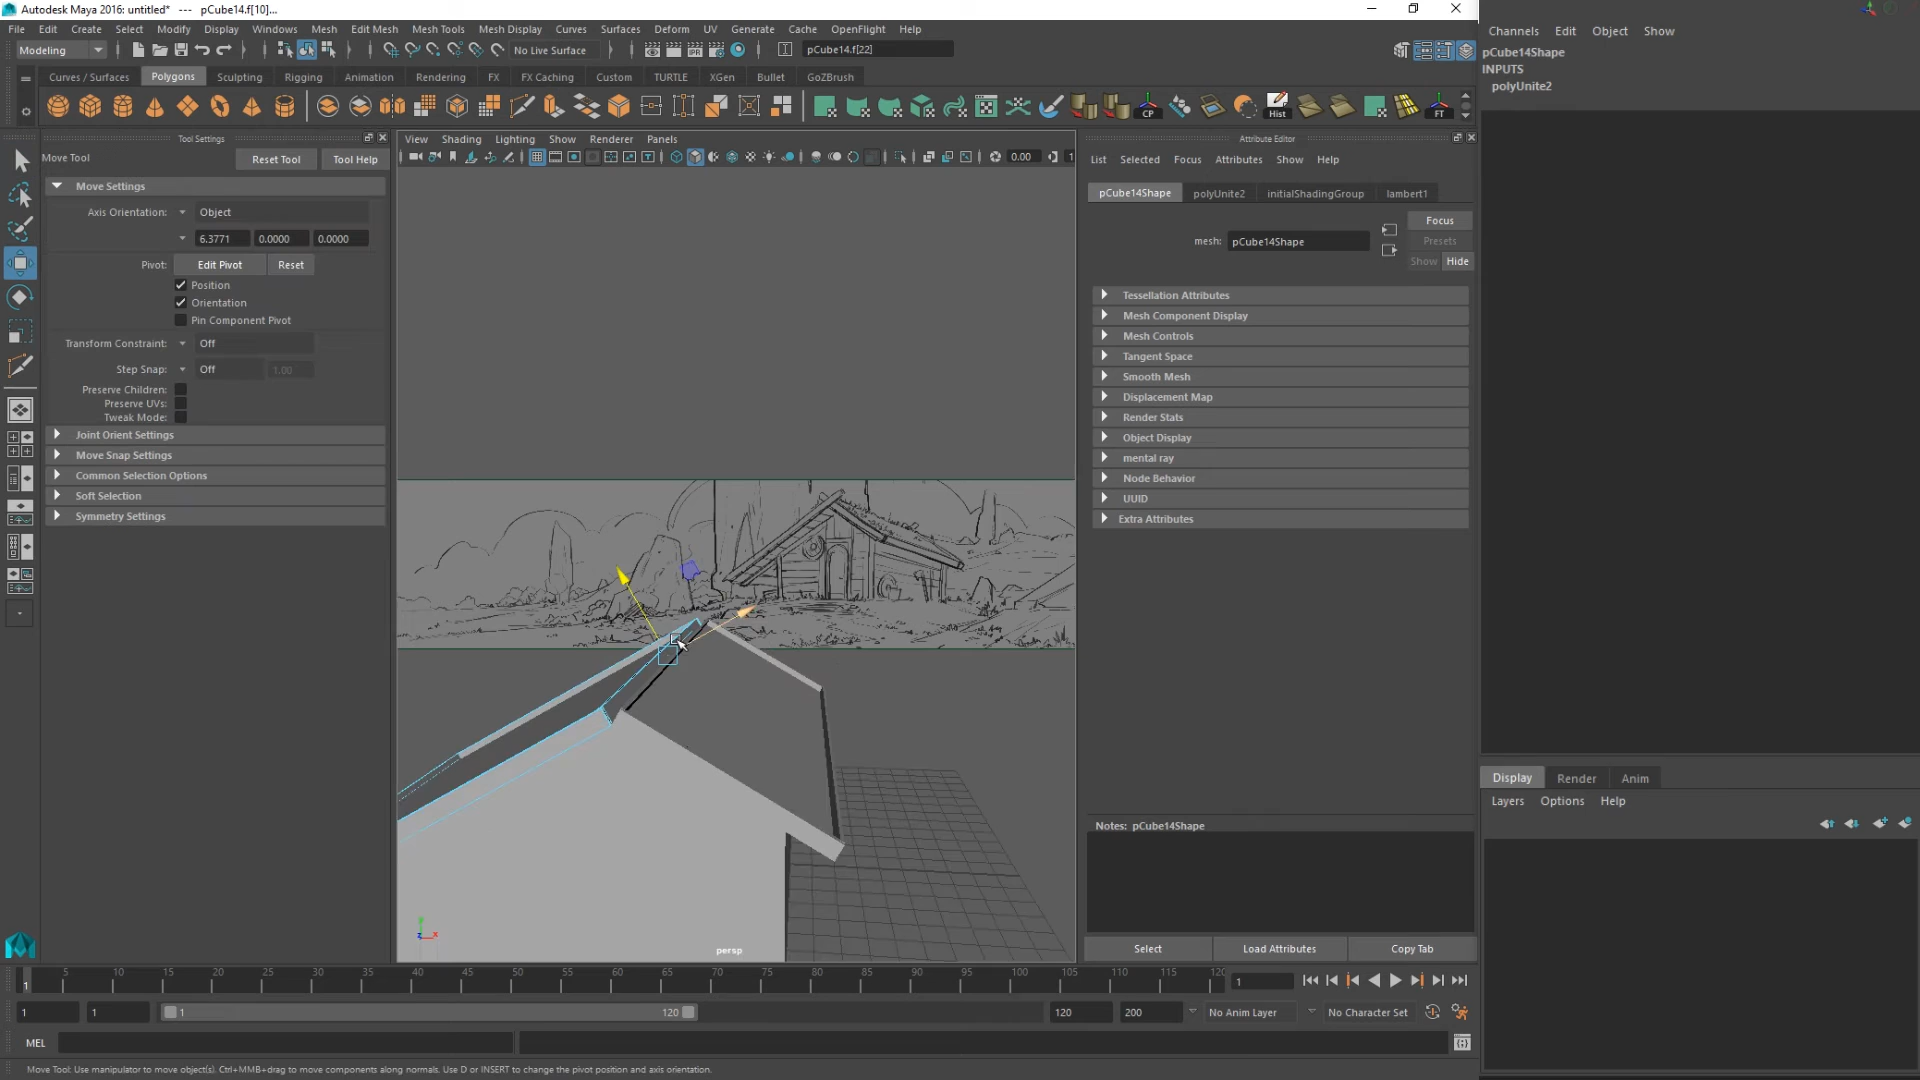 Autodesk Maya 2016: untitled* --- pCube14.f[10]...
File Edit Create Select Modify Display Windows Mesh Edit Mesh Mesh Tools Mesh Display Curves Surfaces Deform UV Generate Cache Arnold OpenFlight Help
Modeling No Live Surface pCube14.f[22]
Curves / Surfaces Polygons Sculpting Rigging Animation Rendering FX FX Caching Custom TURTLE XGen Bullet GoZBrush
CP Hist FT
Tool Settings
Move Tool Reset Tool Tool Help
Move Settings
Axis Orientation: Object
6.3771 0.0000 0.0000
Pivot: Edit Pivot Reset
Position
Orientation
Pin Component Pivot
Transform Constraint: Off
Step Snap: Off 1.00
Preserve Children:
Preserve UVs:
Tweak Mode:
Joint Orient Settings
Move Snap Settings
Common Selection Options
Soft Selection
Symmetry Settings
View Shading Lighting Show Renderer Panels
0.00 1
persp
y
z x
Attribute Editor
List Selected Focus Attributes Show Help
pCube14Shape polyUnite2 initialShadingGroup lambert1
Focus
mesh: pCube14Shape
Presets
Show Hide
Tessellation Attributes
Mesh Component Display
Mesh Controls
Tangent Space
Smooth Mesh
Displacement Map
Render Stats
Object Display
mental ray
Node Behavior
UUID
Extra Attributes
Notes: pCube14Shape
Select Load Attributes Copy Tab
Channels Edit Object Show
pCube14Shape
INPUTS
polyUnite2
Display Render Anim
Layers Options Help
1 5 10 15 20 25 30 35 40 45 50 55 60 65 70 75 80 85 90 95 100 105 110 115 120 1
1 1 1 120 120 200 No Anim Layer No Character Set
MEL
Move Tool: Use manipulator to move object(s). Ctrl+MMB+drag to move components along normals. Use D or INSERT to change the pivot position and axis orientation.